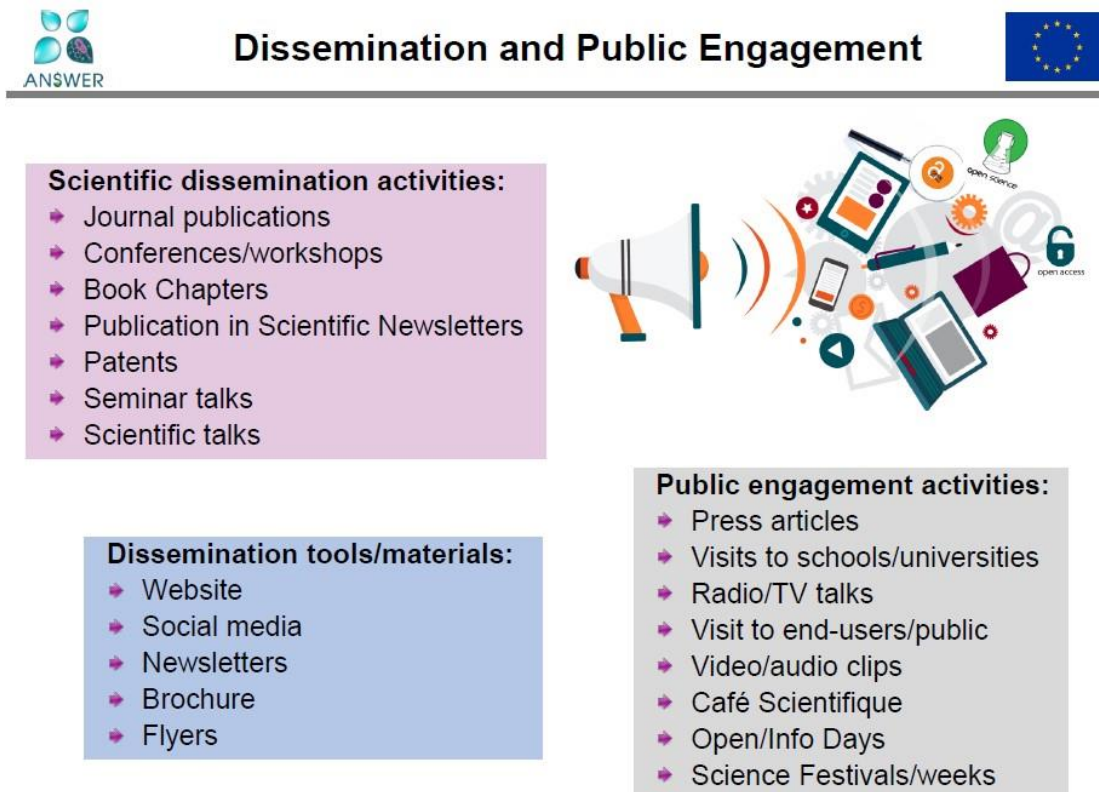 ANSWER
Dissemination and Public Engagement
Scientific dissemination activities:
Journal publications
Conferences/workshops
Book Chapters
Publication in Scientific Newsletters
Patents
Seminar talks
Scientific talks
open science
@
open access
Dissemination tools/materials:
Website
Social media
Newsletters
Brochure
Flyers
Public engagement activities:
Press articles
Visits to schools/universities
Radio/TV talks
Visit to end-users/public
Video/audio clips
Café Scientifique
Open/Info Days
Science Festivals/weeks